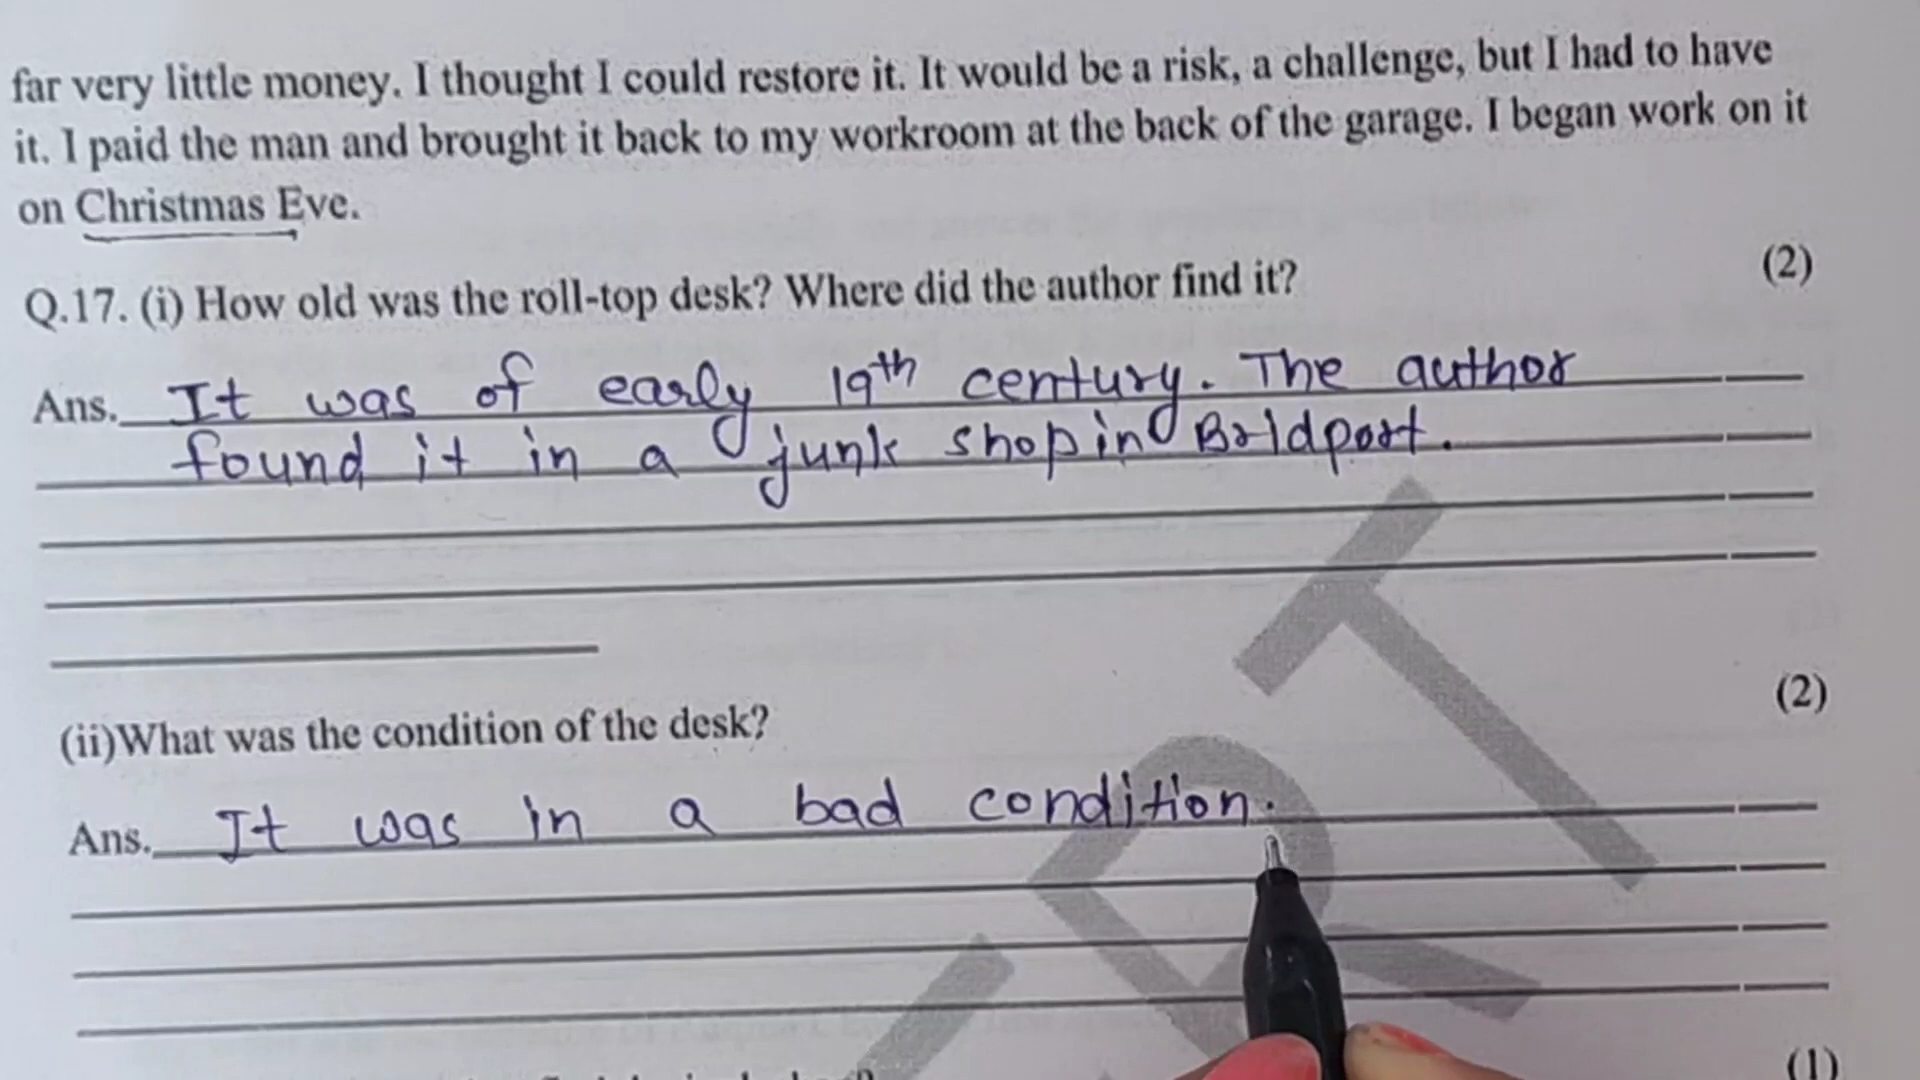 far very little money. I thought I could restore it. It would be a risk, a challenge, but I had to have
it. I paid the man and brought it back to my workroom at the back of the garage. I began work on it
on Christmas Eve.
Q.17. (i) How old was the roll-top desk? Where did the author find it? (2)
Ans. It was of early 19th century. The author
found it in a junk shop in Bridport.
(ii)What was the condition of the desk? (2)
Ans. It was in a bad condition.
(1)